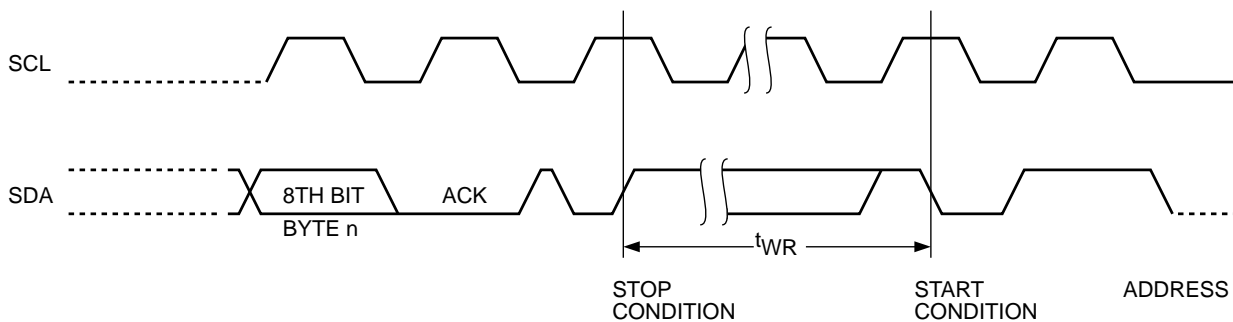 SCL
SDA
8TH BIT
ACK
BYTE n
tWR
STOP
CONDITION
START
CONDITION
ADDRESS